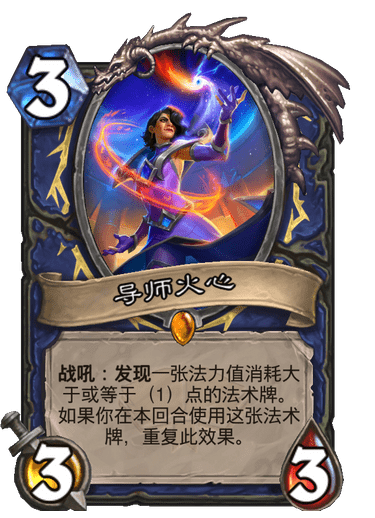 3
导师火心
战吼：发现一张法力值消耗大
于或等于（1）点的法术牌。
如果你在本回合使用这张法术
牌，重复此效果。
3
3